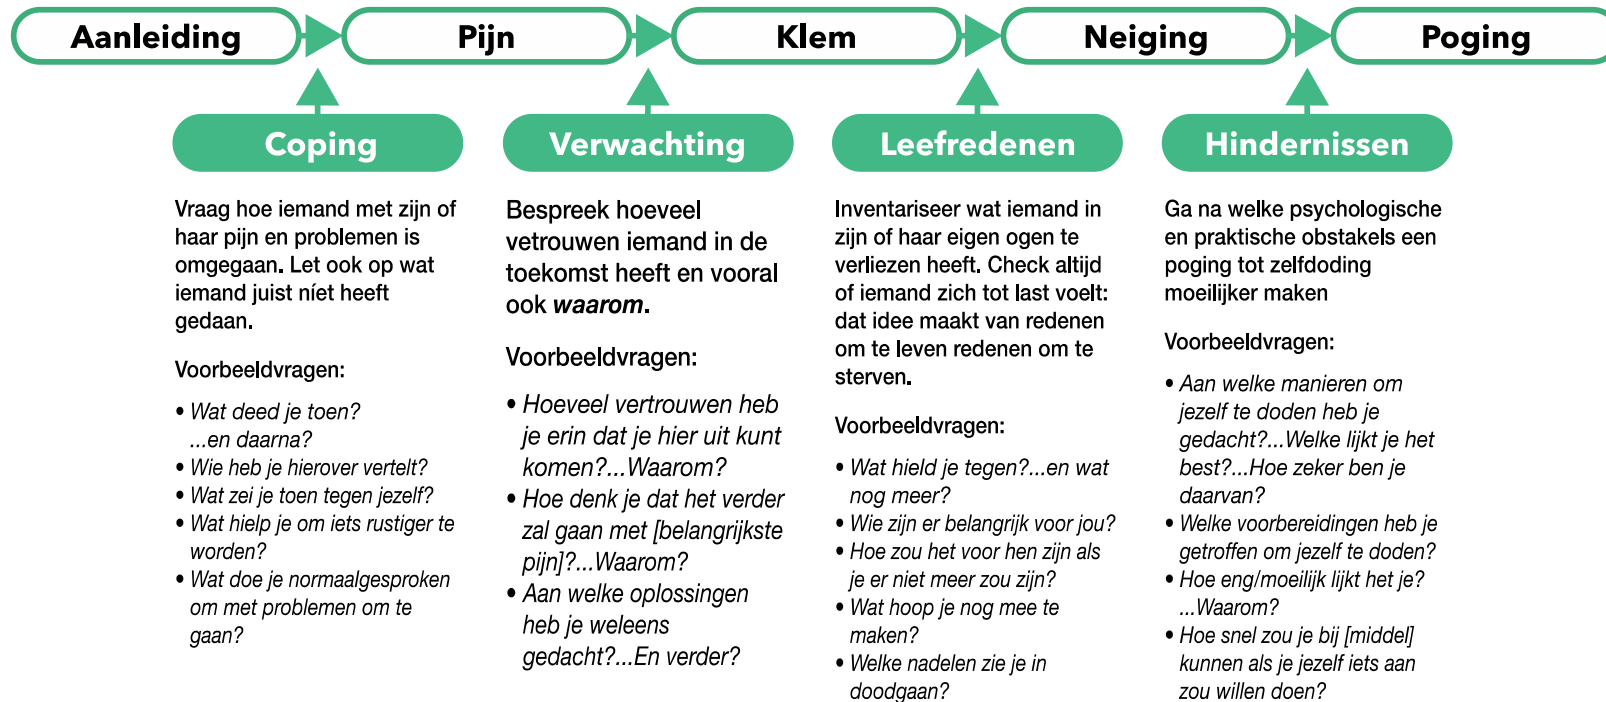 Aanleiding
Pijn
Klem
Neiging
Poging
Coping
Vraag hoe iemand met zijn of
haar pijn en problemen is
omgegaan. Let ook op wat
iemand juist níet heeft
gedaan.
Voorbeeldvragen:
• Wat deed je toen?
...en daarna?
• Wie heb je hierover vertelt?
• Wat zei je toen tegen jezelf?
• Wat hielp je om iets rustiger te
worden?
• Wat doe je normaalgesproken
om met problemen om te
gaan?
Verwachting
Bespreek hoeveel
vetrouwen iemand in de
toekomst heeft en vooral
ook waarom.
Voorbeeldvragen:
• Hoeveel vertrouwen heb
je erin dat je hier uit kunt
komen?...Waarom?
• Hoe denk je dat het verder
zal gaan met [belangrijkste
pijn]?...Waarom?
• Aan welke oplossingen
heb je weleens
gedacht?...En verder?
Leefredenen
Inventariseer wat iemand in
zijn of haar eigen ogen te
verliezen heeft. Check altijd
of iemand zich tot last voelt:
dat idee maakt van redenen
om te leven redenen om te
sterven.
Voorbeeldvragen:
• Wat hield je tegen?...en wat
nog meer?
• Wie zijn er belangrijk voor jou?
• Hoe zou het voor hen zijn als
je er niet meer zou zijn?
• Wat hoop je nog mee te
maken?
• Welke nadelen zie je in
doodgaan?
Hindernissen
Ga na welke psychologische
en praktische obstakels een
poging tot zelfdoding
moeilijker maken
Voorbeeldvragen:
• Aan welke manieren om
jezelf te doden heb je
gedacht?...Welke lijkt je het
best?...Hoe zeker ben je
daarvan?
• Welke voorbereidingen heb je
getroffen om jezelf te doden?
• Hoe eng/moeilijk lijkt het je?
...Waarom?
• Hoe snel zou je bij [middel]
kunnen als je jezelf iets aan
zou willen doen?